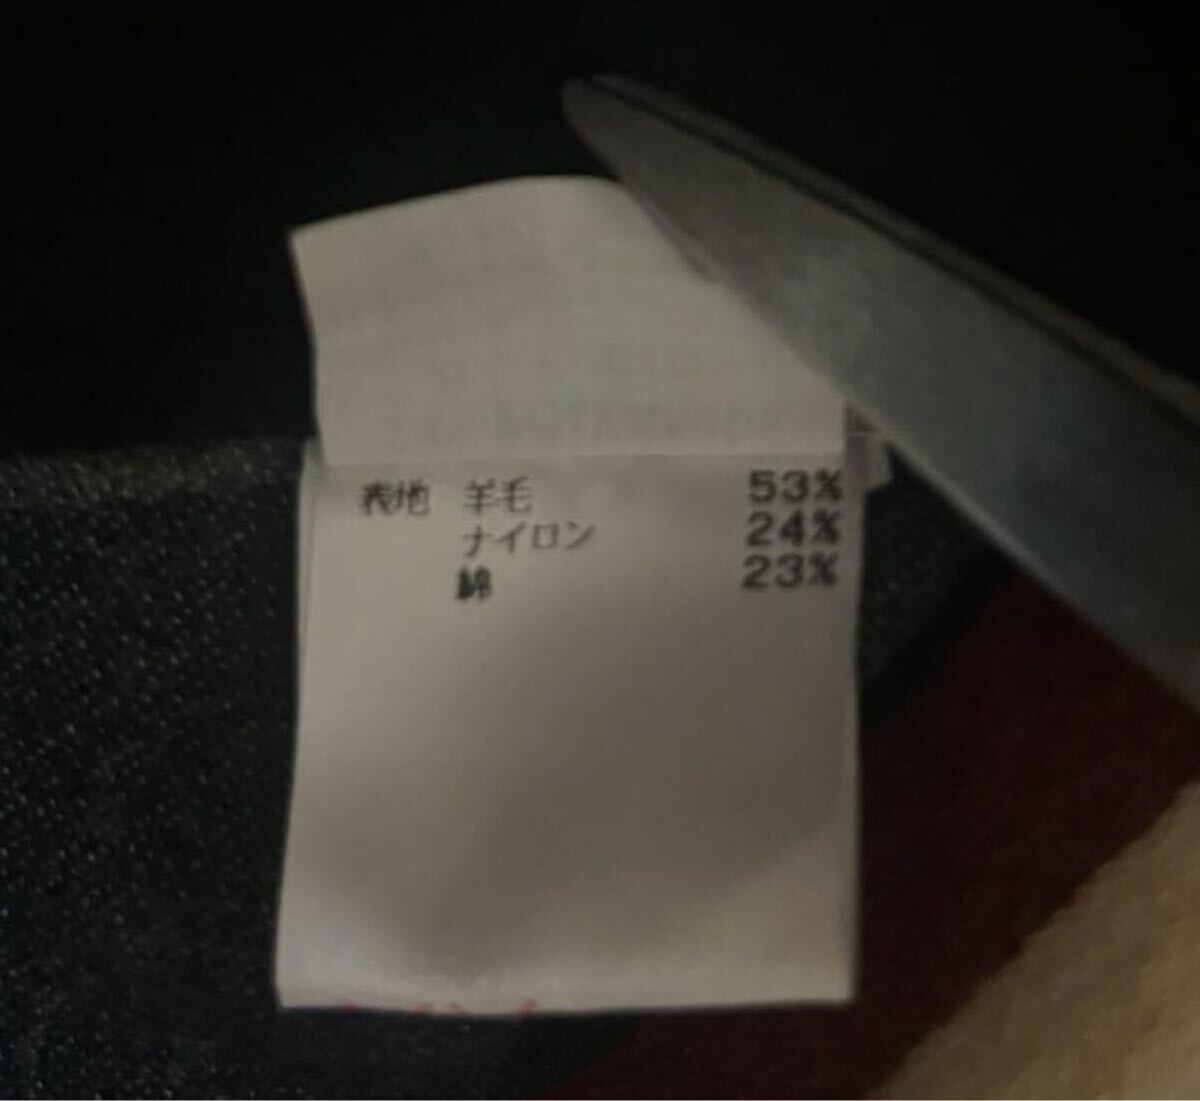 表地 羊毛 53%
ナイロン 24%
綿 23%